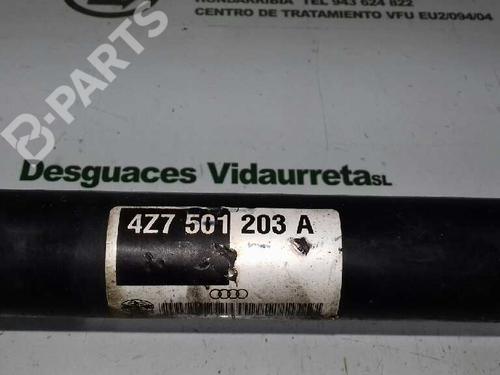 HONDARRIBIA TEL 943 624 822
CENTRO DE TRATAMIENTO VFU EU2/094/04
B-PARTS
Desguaces Vidaurreta SL
4Z7 501 203 A